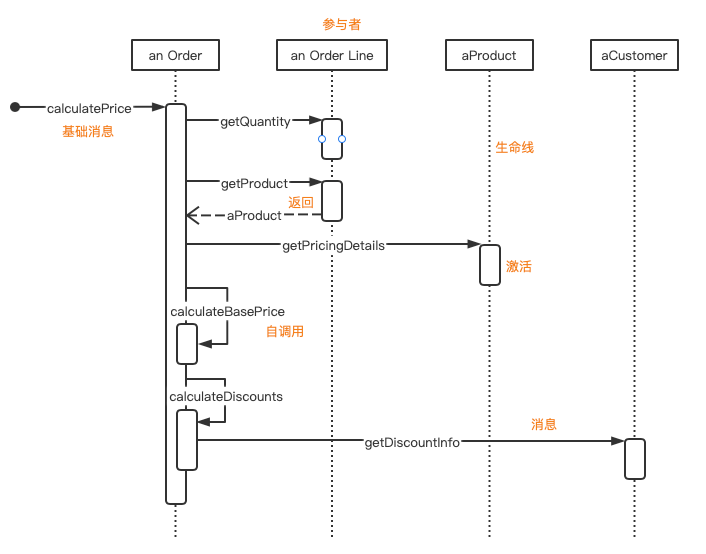 参与者
an Order
an Order Line
aProduct
aCustomer
calculatePrice
基础消息
getQuantity
生命线
getProduct
返回
aProduct
getPricingDetails
激活
calculateBasePrice
自调用
calculateDiscounts
消息
getDiscountInfo